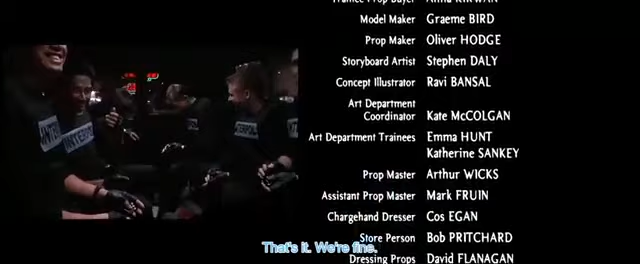 Model Maker Graeme BIRD
Prop Maker Oliver HODGE
Storyboard Artist Stephen DALY
Concept Illustrator Ravi BANSAL
Art Department
Coordinator Kate McCOLGAN
Art Department Trainees Emma HUNT
Katherine SANKEY
Prop Master Arthur WICKS
Assistant Prop Master Mark FRUIN
Chargehand Dresser Cos EGAN
Store Person Bob PRITCHARD
Dressing Props David FLANAGAN
INTERPOL
That's it. We're fine.